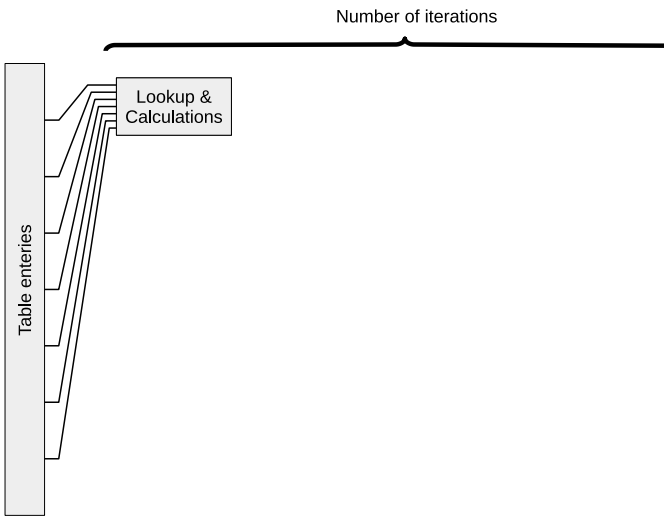 Number of iterations
Lookup &
Calculations
Table enteries